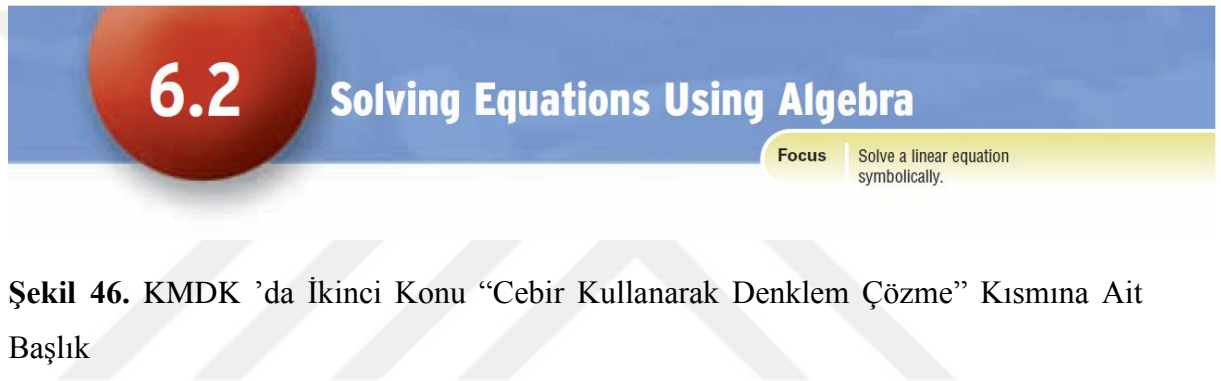 6.2 Solving Equations Using Algebra
Focus Solve a linear equation
symbolically.
Şekil 46. KMDK ’da İkinci Konu “Cebir Kullanarak Denklem Çözme” Kısmına Ait
Başlık